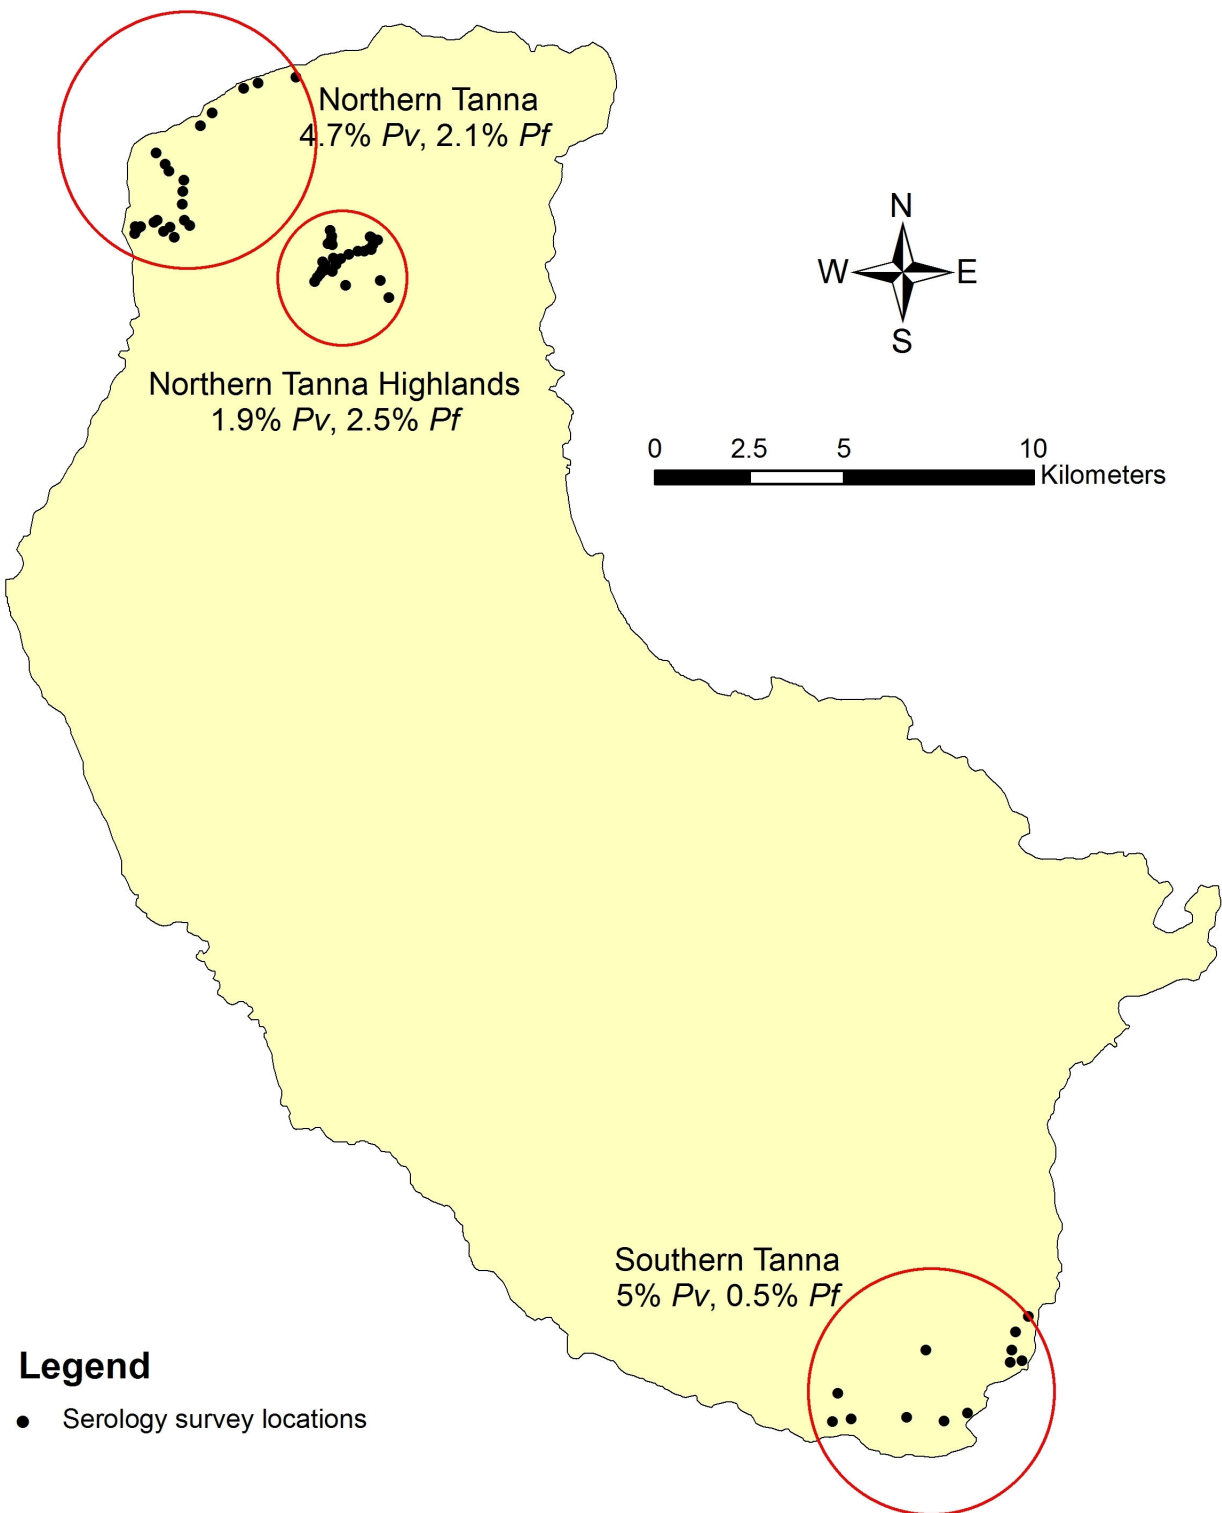 Northern Tanna
4.7% Pv, 2.1% Pf
N
W E
S
Northern Tanna Highlands
1.9% Pv, 2.5% Pf
0 2.5 5 10
Kilometers
Southern Tanna
5% Pv, 0.5% Pf
Legend
Serology survey locations